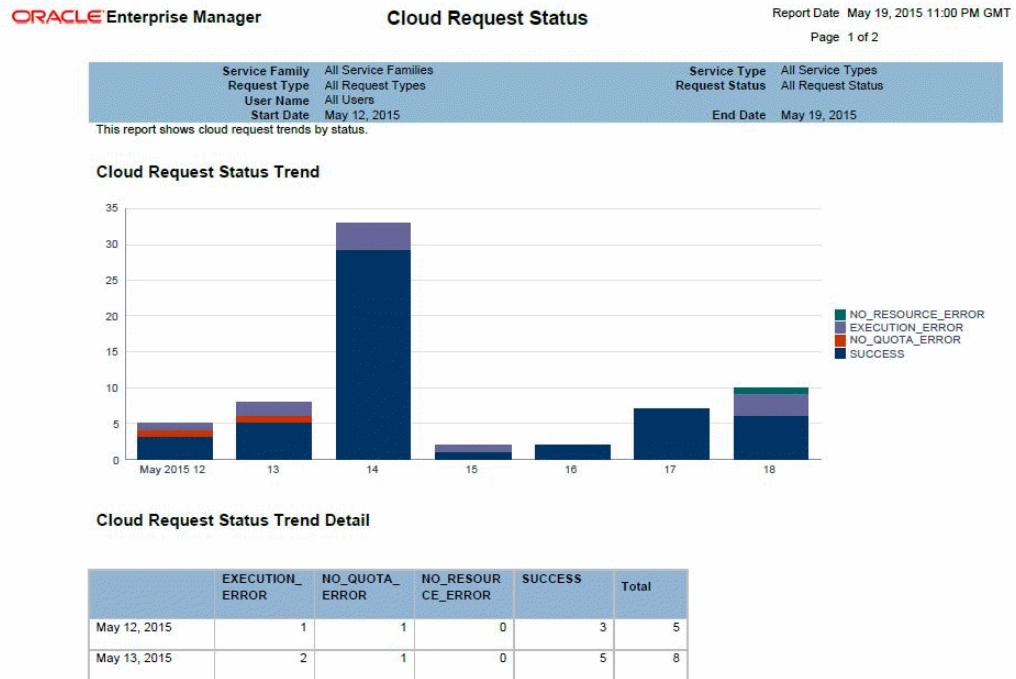 ORACLE Enterprise Manager
Cloud Request Status
Report Date May 19, 2015 11:00 PM GMT
Page 1 of 2
Service Family All Service Families
Service Type All Service Types
Request Type All Request Types
Request Status All Request Status
User Name All Users
Start Date May 12, 2015
End Date May 19, 2015
This report shows cloud request trends by status.
Cloud Request Status Trend
35
30
25
20
15
10
5
0
May 2015 12 13 14 15 16 17 18
NO_RESOURCE_ERROR
EXECUTION_ERROR
NO_QUOTA_ERROR
SUCCESS
Cloud Request Status Trend Detail
EXECUTION_ NO_QUOTA_ NO_RESOUR SUCCESS Total
ERROR ERROR CE_ERROR
May 12, 2015 1 1 0 3 5
May 13, 2015 2 1 0 5 8